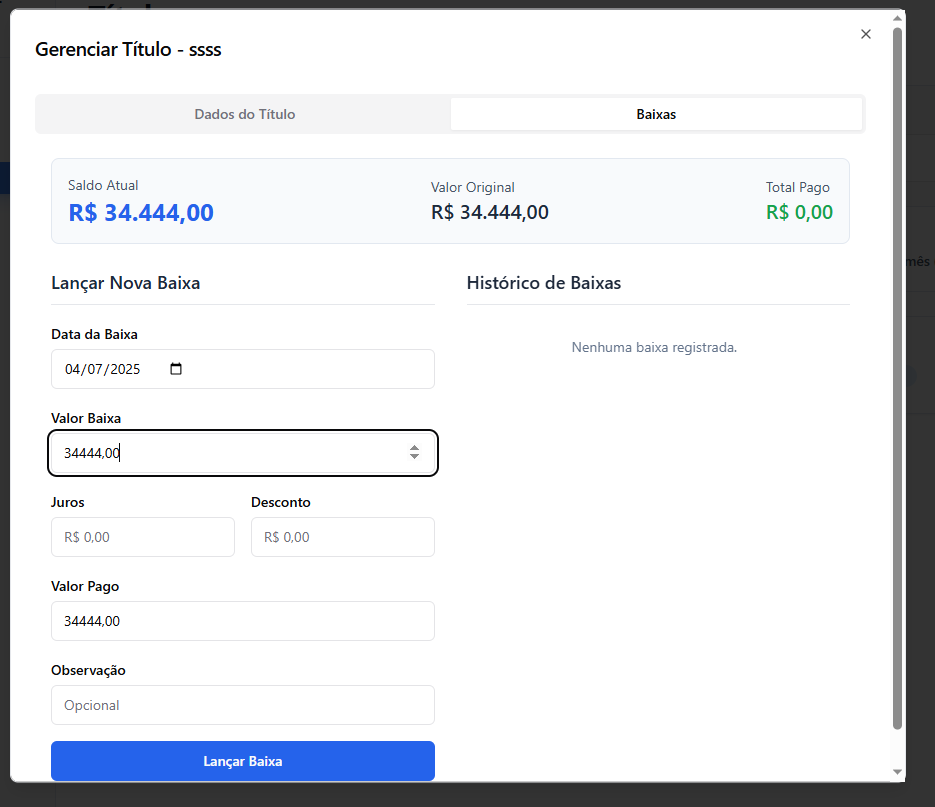 Gerenciar Título - ssss
Dados do Título
Baixas
Saldo Atual
R$ 34.444,00
Valor Original
R$ 34.444,00
Total Pago
R$ 0,00
Lançar Nova Baixa
Data da Baixa
04/07/2025
Valor Baixa
34444,00
Juros
Desconto
R$ 0,00
R$ 0,00
Valor Pago
34444,00
Observação
Opcional
Lançar Baixa
Histórico de Baixas
Nenhuma baixa registrada.
mês